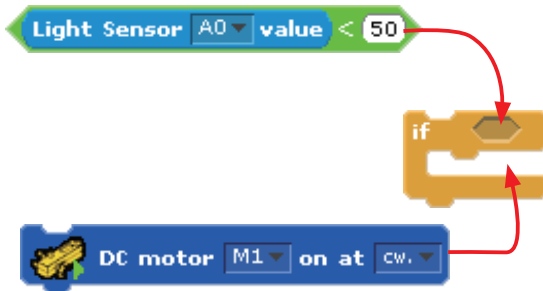 Light Sensor A0 value < 50
if
DC motor M1 on at cw.